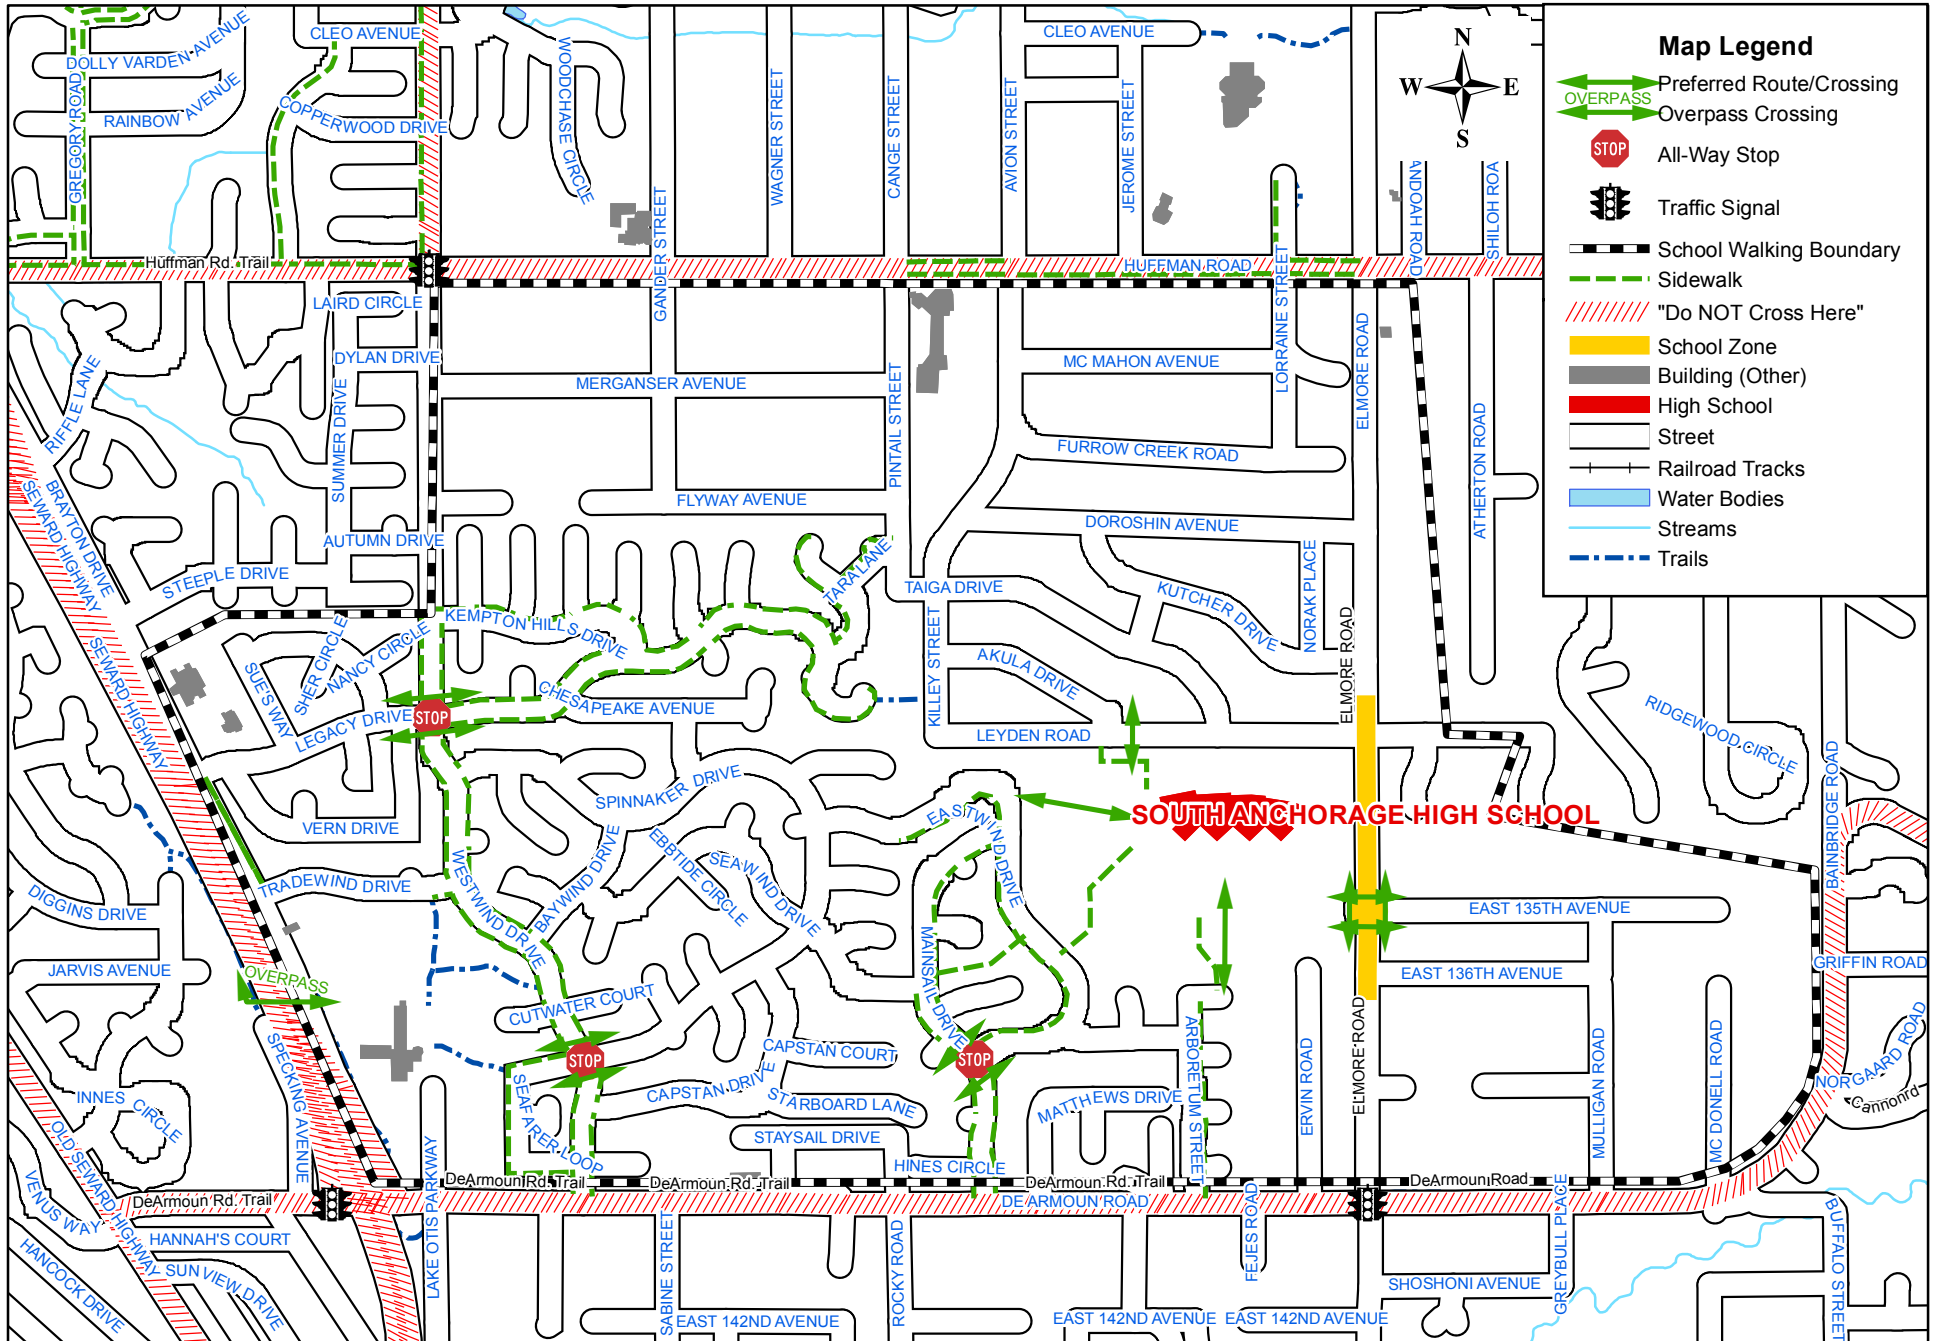 CLEO AVENUE
CLEO AVENUE
DOLLY VARDEN AVENUE
GREGORY ROAD
RAINBOW AVENUE
COPPERWOOD DRIVE
WOODCHASE CIRCLE
GANDER STREET
WAGNER STREET
CANGE STREET
AVION STREET
JEROME STREET
LORRAINE STREET
ANDOAH ROAD
SHILOH ROA
N
W
E
S
Map Legend
Preferred Route/Crossing
OVERPASS
Overpass Crossing
STOP
All-Way Stop
Traffic Signal
School Walking Boundary
Sidewalk
"Do NOT Cross Here"
School Zone
Building (Other)
High School
Street
Railroad Tracks
Water Bodies
Streams
Trails
Huffman Rd. Trail
HUFFMAN ROAD
LAIRD CIRCLE
DYLAN DRIVE
SUMMER DRIVE
RIFFLE LANE
MERGANSER AVENUE
PINTAIL STREET
MC MAHON AVENUE
ELMORE ROAD
FURROW CREEK ROAD
ATHERTON ROAD
FLYWAY AVENUE
DOROSHIN AVENUE
AUTUMN DRIVE
BRAYTON DRIVE
SEWARD HIGHWAY
SEWARD HIGHWAY
STEEPLE DRIVE
TARA LANE
TAIGA DRIVE
KUTCHER DRIVE
NORAK PLACE
ELMORE ROAD
KEMPTON HILLS DRIVE
SHER CIRCLE
NANCY CIRCLE
SUE'S WAY
LEGACY DRIVE
STOP
CHESAPEAKE AVENUE
KILLEY STREET
AKULA DRIVE
LEYDEN ROAD
RIDGEWOOD CIRCLE
BAINBRIDGE ROAD
SPINNAKER DRIVE
VERN DRIVE
EASTWIND DRIVE
SOUTH ANCHORAGE HIGH SCHOOL
EBBTIDE CIRCLE
SEAWIND DRIVE
BAYWIND DRIVE
WESTWIND DRIVE
TRADEWIND DRIVE
DIGGINS DRIVE
EAST 135TH AVENUE
JARVIS AVENUE
OVERPASS
MAINSAIL DRIVE
EAST 136TH AVENUE
GRIFFIN ROAD
CUTWATER COURT
STOP
STOP
CAPSTAN COURT
CAPSTAN DRIVE
STARBOARD LANE
STAYSAIL DRIVE
HINES CIRCLE
SEAFARER LOOP
MATTHEWS DRIVE
ARBORETUM STREET
ERVIN ROAD
ELMORE ROAD
MULLIGAN ROAD
MC DONELL ROAD
NORGAARD ROAD
Cannonrd
INNES CIRCLE
SPECKING AVENUE
OLD SEWARD HIGHWAY
VENUS WAY
LAKE OTIS PARKWAY
DeArmoun Rd. Trail
DeArmoun Rd. Trail
DeArmoun Rd. Trail
DeArmoun Rd. Trail
DeArmoun Road
DE ARMOUN ROAD
HANNAH'S COURT
HANCOCK DRIVE
SUN VIEW DRIVE
SABINE STREET
ROCKY ROAD
FEJES ROAD
GREYBULL PLACE
SHOSHONI AVENUE
BUFFALO STREET
EAST 142ND AVENUE
EAST 142ND AVENUE
EAST 142ND AVENUE